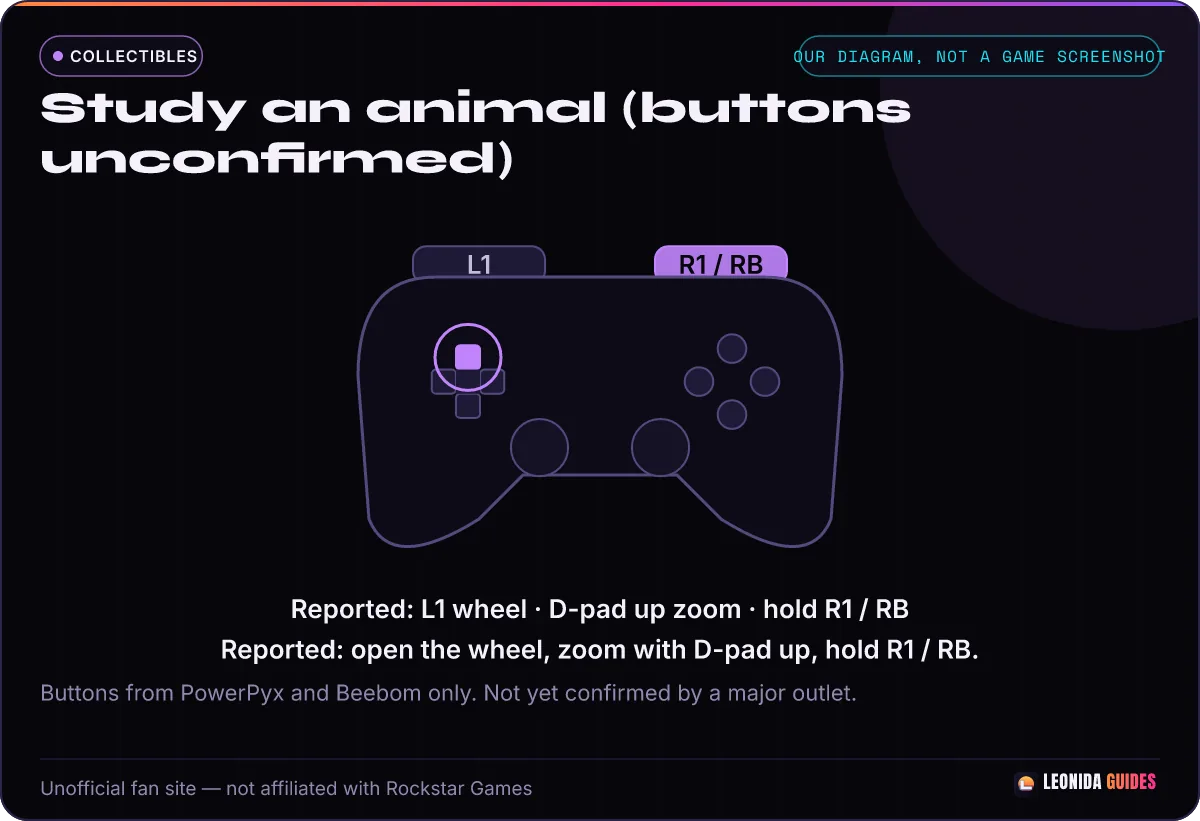 COLLECTIBLES
OUR DIAGRAM, NOT A GAME SCREENSHOT
Study an animal (buttons
unconfirmed)
L1
R1 / RB
Reported: L1 wheel · D-pad up zoom · hold R1 / RB
Reported: open the wheel, zoom with D-pad up, hold R1 / RB.
Buttons from PowerPyx and Beebom only. Not yet confirmed by a major outlet.
Unofficial fan site — not affiliated with Rockstar Games
LEONIDA GUIDES